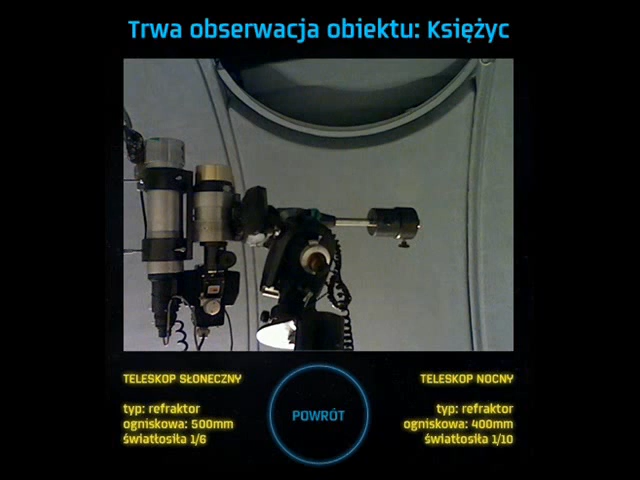 Trwa obserwacja obiektu: Księżyc
TELESKOP SŁONECZNY
typ: refraktor
ogniskowa: 500mm
światłosiła 1/6
POWRÓT
TELESKOP NOCNY
typ: refraktor
ogniskowa: 400mm
światłosiła 1/10